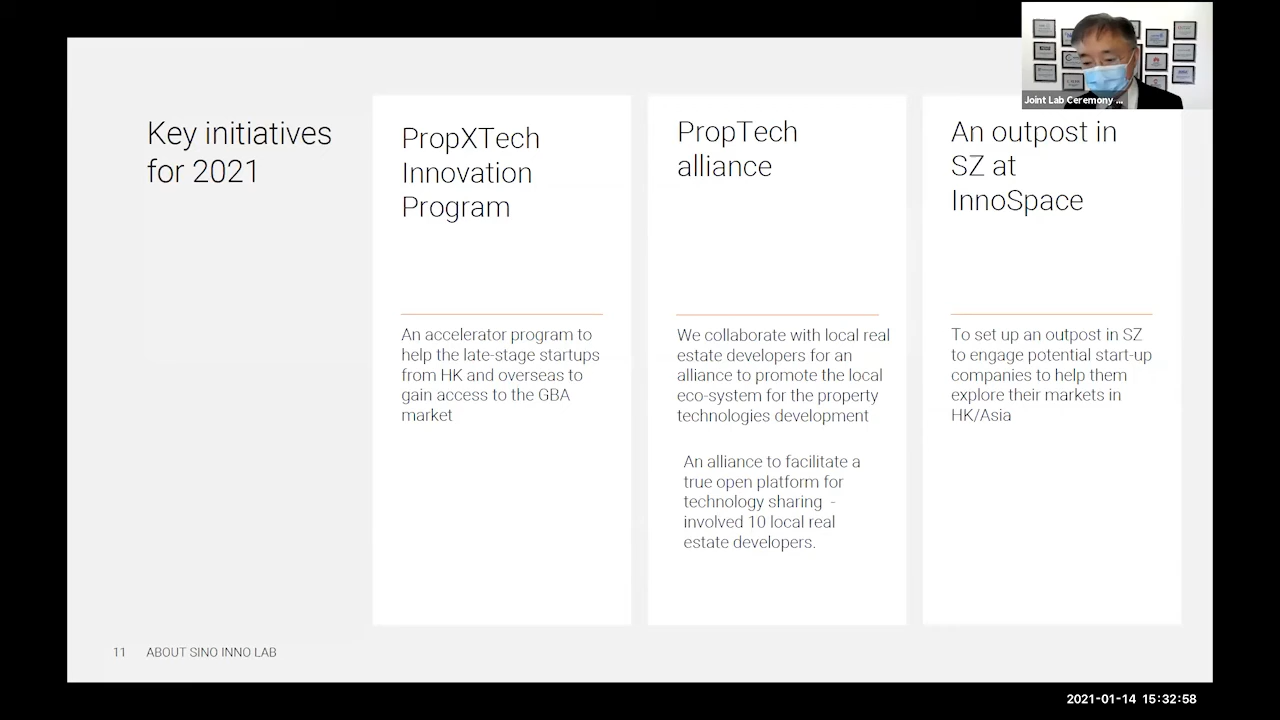 Joint Lab Ceremony ...
Key initiatives
for 2021
PropXTech
Innovation
Program
An accelerator program to
help the late-stage startups
from HK and overseas to
gain access to the GBA
market
PropTech
alliance
We collaborate with local real
estate developers for an
alliance to promote the local
eco-system for the property
technologies development
An alliance to facilitate a
true open platform for
technology sharing -
involved 10 local real
estate developers.
An outpost in
SZ at
InnoSpace
To set up an outpost in SZ
to engage potential start-up
companies to help them
explore their markets in
HK/Asia
11 ABOUT SINO INNO LAB
2021-01-14 15:32:58